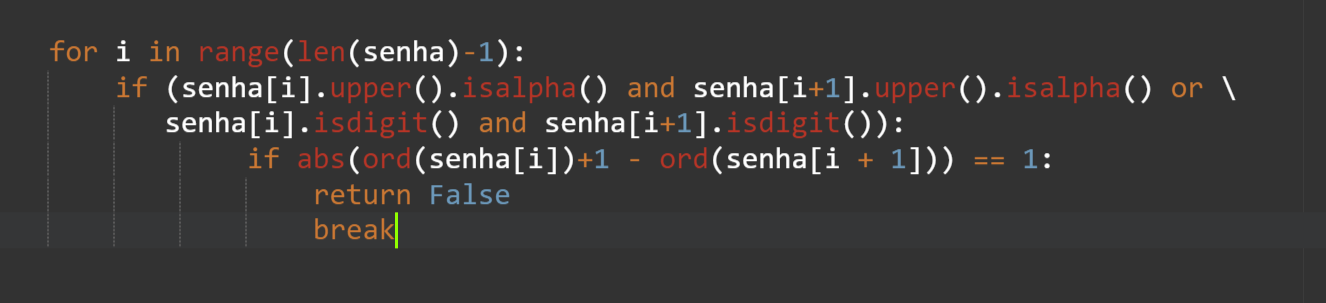 for i in range(len(senha)-1):
if (senha[i].upper().isalpha() and senha[i+1].upper().isalpha() or \
senha[i].isdigit() and senha[i+1].isdigit()):
if abs(ord(senha[i])+1 - ord(senha[i + 1])) == 1:
return False
break